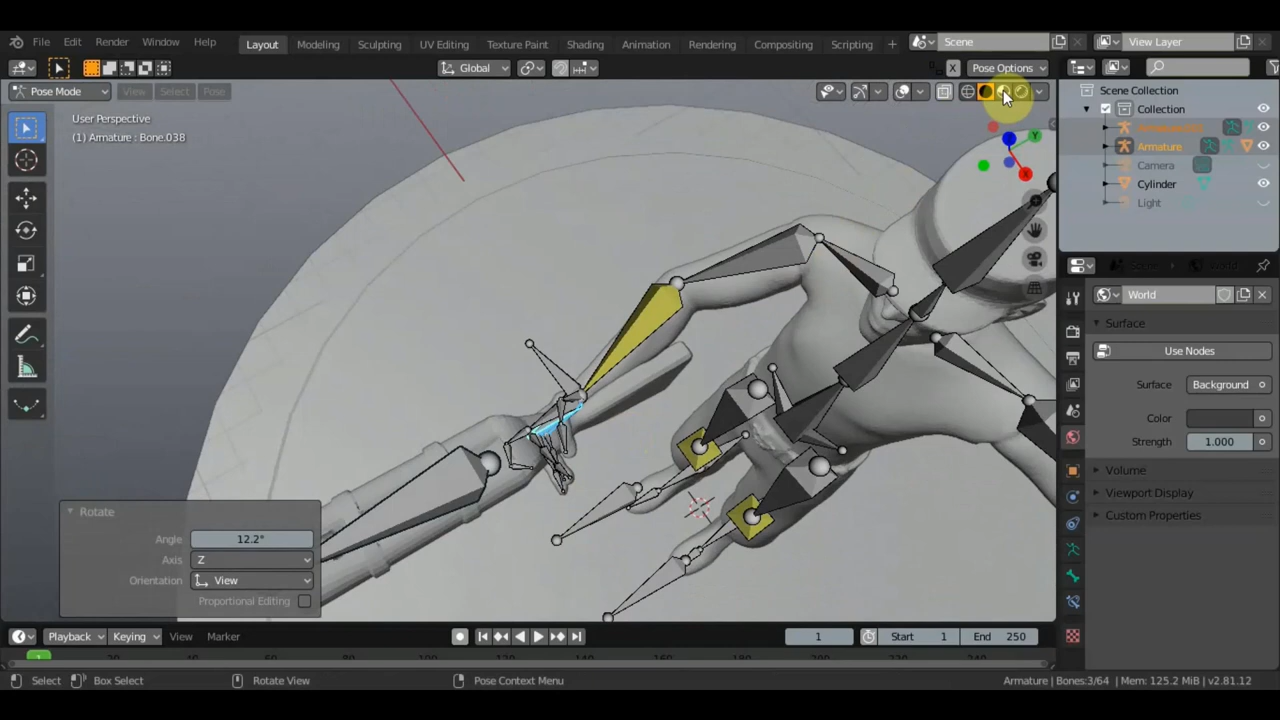 File Edit Render Window Help Layout Modeling Sculpting UV Editing Texture Paint Shading Animation Rendering Compositing Scripting + Scene View Layer
Global X Pose Options
Pose Mode View Select Pose
User Perspective
(1) Armature : Bone.038
Scene Collection
Collection
Armature
Camera
Cylinder
Light
World
Surface
Use Nodes
Surface Background
Color
Strength 1.000
Volume
Viewport Display
Custom Properties
Rotate
Angle 12.2°
Axis Z
Orientation View
Proportional Editing
Playback Keying View Marker 1 Start 1 End 250
1
Select Box Select Rotate View Pose Context Menu Armature | Bones:3/64 | Mem: 125.2 MiB | v2.81.12